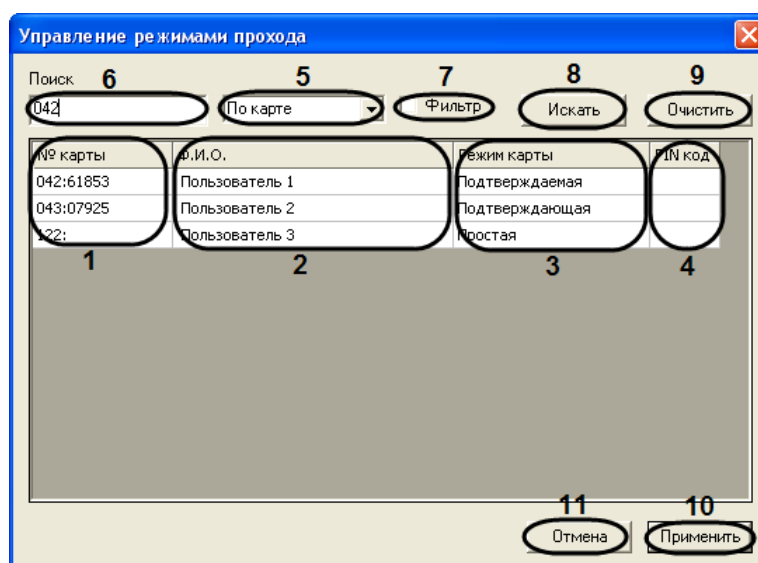 Управление режимами прохода
Поиск 6 5 7 8 9
042 По карте Фильтр Искать Очистить
№ карты Ф.И.О. Режим карты PIN код
042:61853 Пользователь 1 Подтверждаемая
043:07925 Пользователь 2 Подтверждающая
122: Пользователь 3 Простая
1 2 3 4
11 10
Отмена Применить